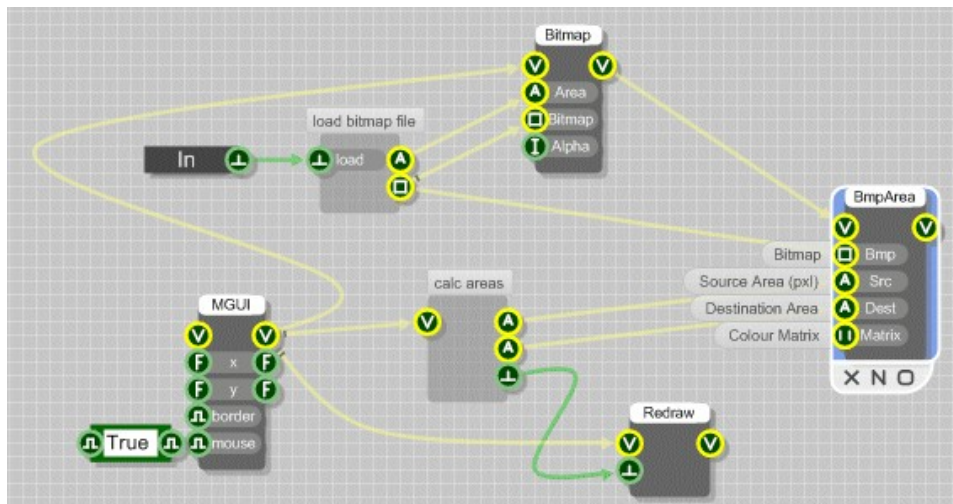 Bitmap
V V
A Area
Bitmap
I Alpha
load bitmap file
load A
In
BmpArea
V V
Bitmap Bmp
Source Area (pxl) A Src
Destination Area A Dest
Colour Matrix Matrix
X N O
calc areas
V A
A
MGUI
V V
F x F
F y F
border
True mouse
Redraw
V V